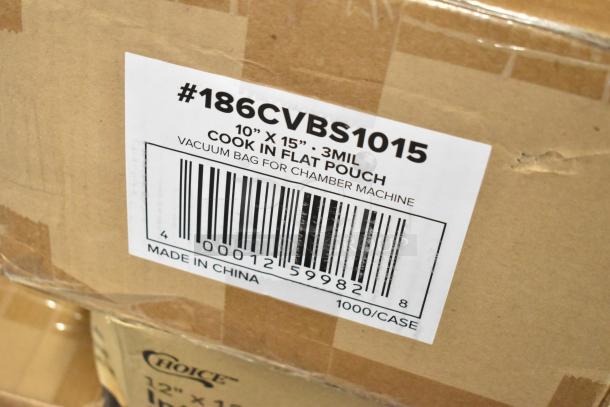 #186CVBS1015
10" X 15" · 3MIL
COOK IN FLAT POUCH
VACUUM BAG FOR CHAMBER MACHINE
4 00012 59982 8
MADE IN CHINA
1000/CASE
CHOICE
12" x